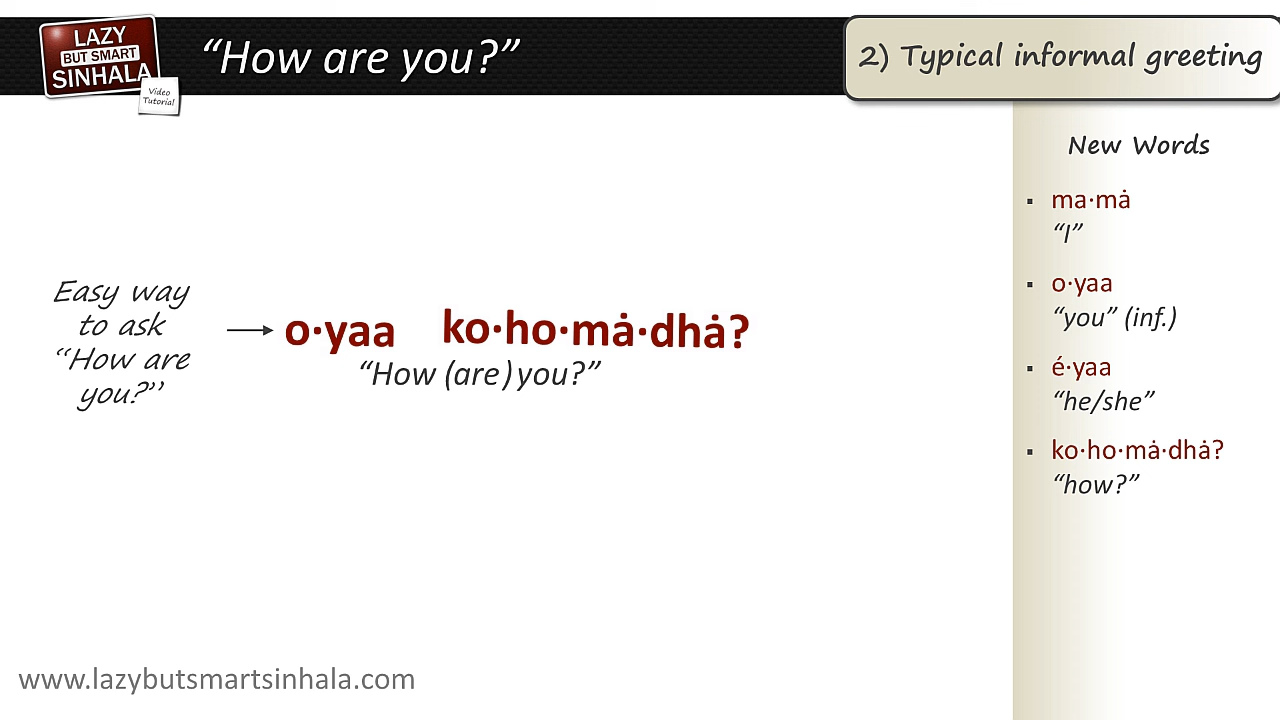 LAZY
BUT SMART
SINHALA
Video
Tutorial
“How are you?”
2) Typical informal greeting
Easy way
to ask
“How are
you?”
o·yaa ko·ho·mȧ·dhȧ?
“How (are) you?”
New Words
▪ ma·mȧ
“I”
▪ o·yaa
“you” (inf.)
▪ é·yaa
“he/she”
▪ ko·ho·mȧ·dhȧ?
“how?”
www.lazybutsmartsinhala.com